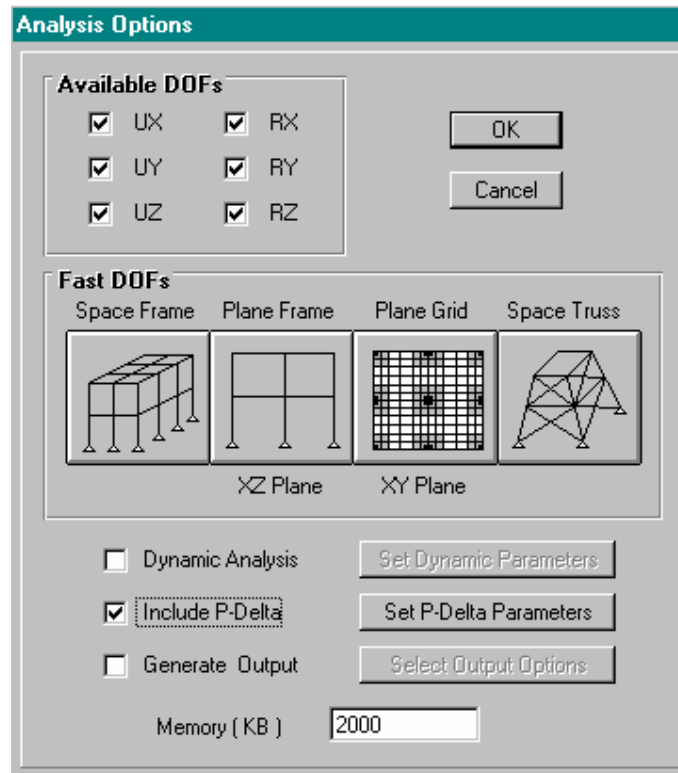 Analysis Options
Available DOFs
UX RX
OK
UY RY
Cancel
UZ RZ
Fast DOFs
Space Frame Plane Frame Plane Grid Space Truss
XZ Plane XY Plane
Dynamic Analysis Set Dynamic Parameters
Include P-Delta Set P-Delta Parameters
Generate Output Select Output Options
Memory ( KB ) 2000